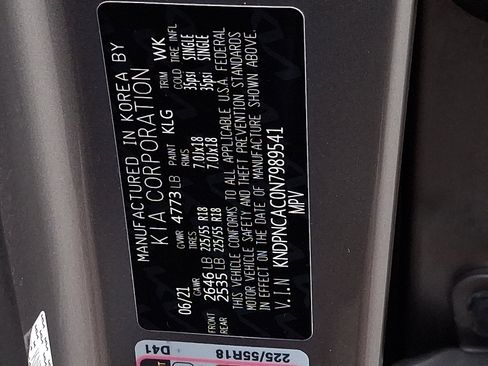 MANUFACTURED IN KOREA BY
KIA CORPORATION
06/21 GVWR 4773 LB PAINT KLG TRIM WK
GAWR TIRES RIMS COLD TIRE INFL
FRONT 2646 LB 225/55 R18 7.0Jx18 35psi SINGLE
REAR 2535 LB 225/55 R18 7.0Jx18 35psi SINGLE
THIS VEHICLE CONFORMS TO ALL APPLICABLE U.S.A. FEDERAL
MOTOR VEHICLE SAFETY AND THEFT PREVENTION STANDARDS
IN EFFECT ON THE DATE OF MANUFACTURE SHOWN ABOVE.
V.I.N KNDPNCAC0N7989541
MPV
D41
225/55R18